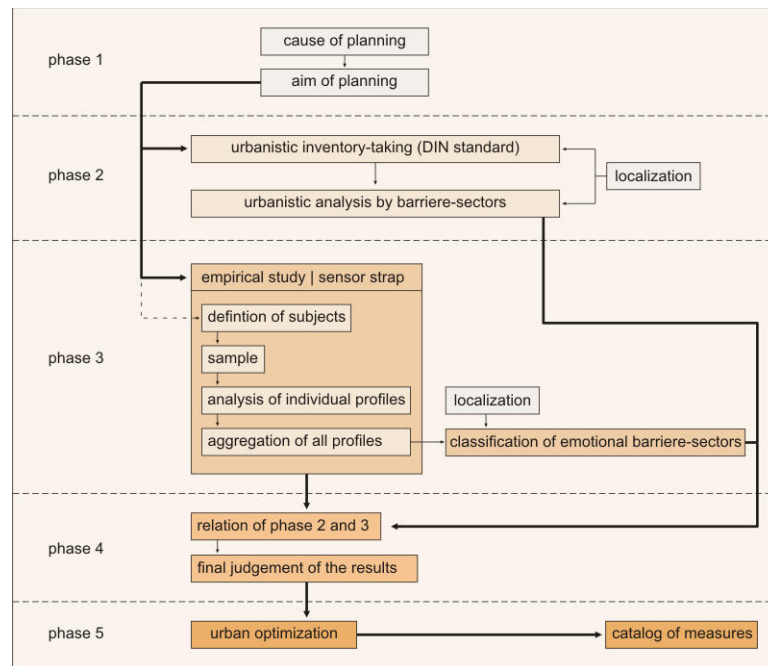 cause of planning
phase 1
aim of planning
urbanistic inventory-taking (DIN standard)
phase 2
localization
urbanistic analysis by barriere-sectors
empirical study | sensor strap
defintion of subjects
phase 3
sample
analysis of individual profiles
localization
aggregation of all profiles
classification of emotional barriere-sectors
relation of phase 2 and 3
phase 4
final judgement of the results
phase 5
urban optimization
catalog of measures